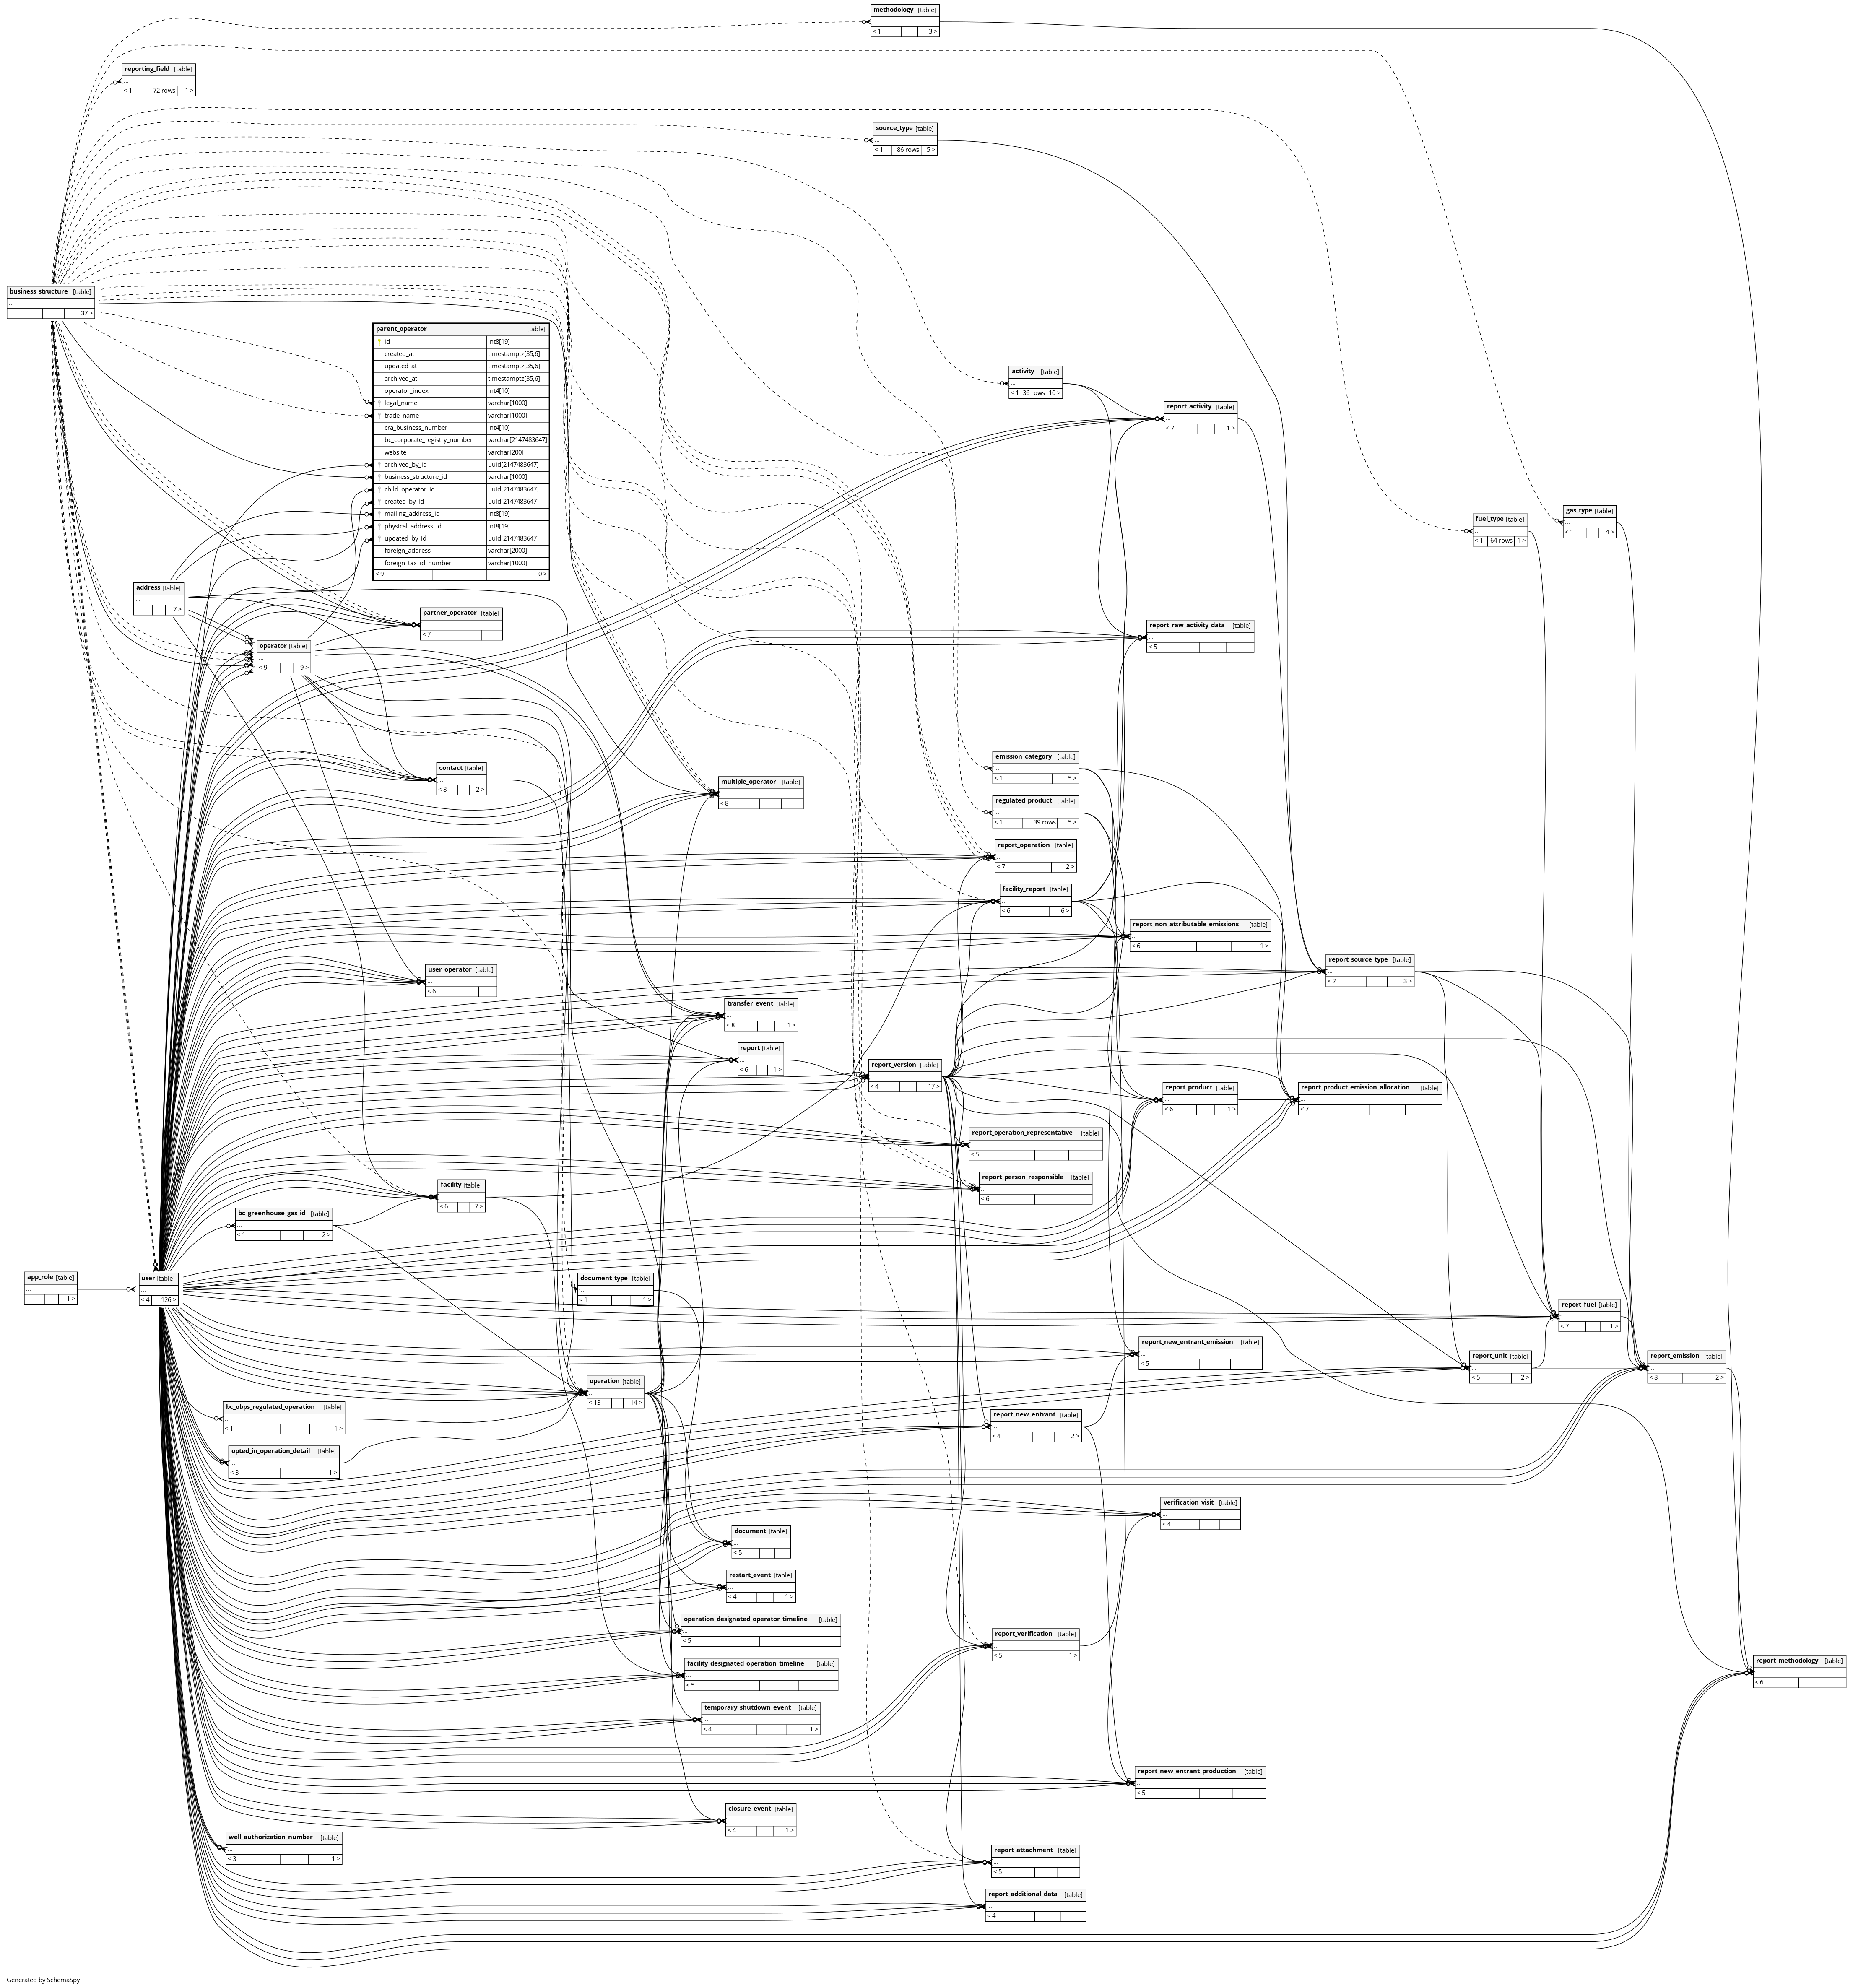 methodology [table]
...
< 1 3 >
reporting_field [table]
...
< 1 72 rows 1 >
source_type [table]
...
< 1 86 rows 5 >
business_structure [table]
...
37 >
parent_operator [table]
id int8[19]
created_at timestamptz[35,6]
updated_at timestamptz[35,6]
archived_at timestamptz[35,6]
operator_index int4[10]
legal_name varchar[1000]
trade_name varchar[1000]
cra_business_number int4[10]
bc_corporate_registry_number varchar[2147483647]
website varchar[200]
archived_by_id uuid[2147483647]
business_structure_id varchar[1000]
child_operator_id uuid[2147483647]
created_by_id uuid[2147483647]
mailing_address_id int8[19]
physical_address_id int8[19]
updated_by_id uuid[2147483647]
foreign_address varchar[2000]
foreign_tax_id_number varchar[1000]
< 9 0 >
activity [table]
...
< 1 36 rows 10 >
report_activity [table]
...
< 7 1 >
gas_type [table]
...
< 1 4 >
fuel_type [table]
...
< 1 64 rows 1 >
address [table]
...
7 >
partner_operator [table]
...
< 7
report_raw_activity_data [table]
...
< 5
operator [table]
...
< 9 9 >
emission_category [table]
...
< 1 5 >
contact [table]
...
< 8 2 >
multiple_operator [table]
...
< 8
regulated_product [table]
...
< 1 39 rows 5 >
report_operation [table]
...
< 7 2 >
facility_report [table]
...
< 6 6 >
report_non_attributable_emissions [table]
...
< 6 1 >
report_source_type [table]
...
< 7 3 >
user_operator [table]
...
< 6
transfer_event [table]
...
< 8 1 >
report [table]
...
< 6 1 >
report_version [table]
...
< 4 17 >
report_product [table]
...
< 6 1 >
report_product_emission_allocation [table]
...
< 7
report_operation_representative [table]
...
< 5
report_person_responsible [table]
...
< 6
facility [table]
...
< 6 7 >
bc_greenhouse_gas_id [table]
...
< 1 2 >
app_role [table]
...
1 >
user [table]
...
< 4 126 >
document_type [table]
...
< 1 1 >
report_fuel [table]
...
< 7 1 >
report_new_entrant_emission [table]
...
< 5
report_unit [table]
...
< 5 2 >
report_emission [table]
...
< 8 2 >
operation [table]
...
< 13 14 >
bc_obps_regulated_operation [table]
...
< 1 1 >
report_new_entrant [table]
...
< 4 2 >
opted_in_operation_detail [table]
...
< 3 1 >
verification_visit [table]
...
< 4
document [table]
...
< 5
restart_event [table]
...
< 4 1 >
operation_designated_operator_timeline [table]
...
< 5
report_verification [table]
...
< 5 1 >
facility_designated_operation_timeline [table]
...
< 5
report_methodology [table]
...
< 6
temporary_shutdown_event [table]
...
< 4 1 >
report_new_entrant_production [table]
...
< 5
closure_event [table]
...
< 4 1 >
well_authorization_number [table]
...
< 3 1 >
report_attachment [table]
...
< 5
report_additional_data [table]
...
< 4
Generated by SchemaSpy